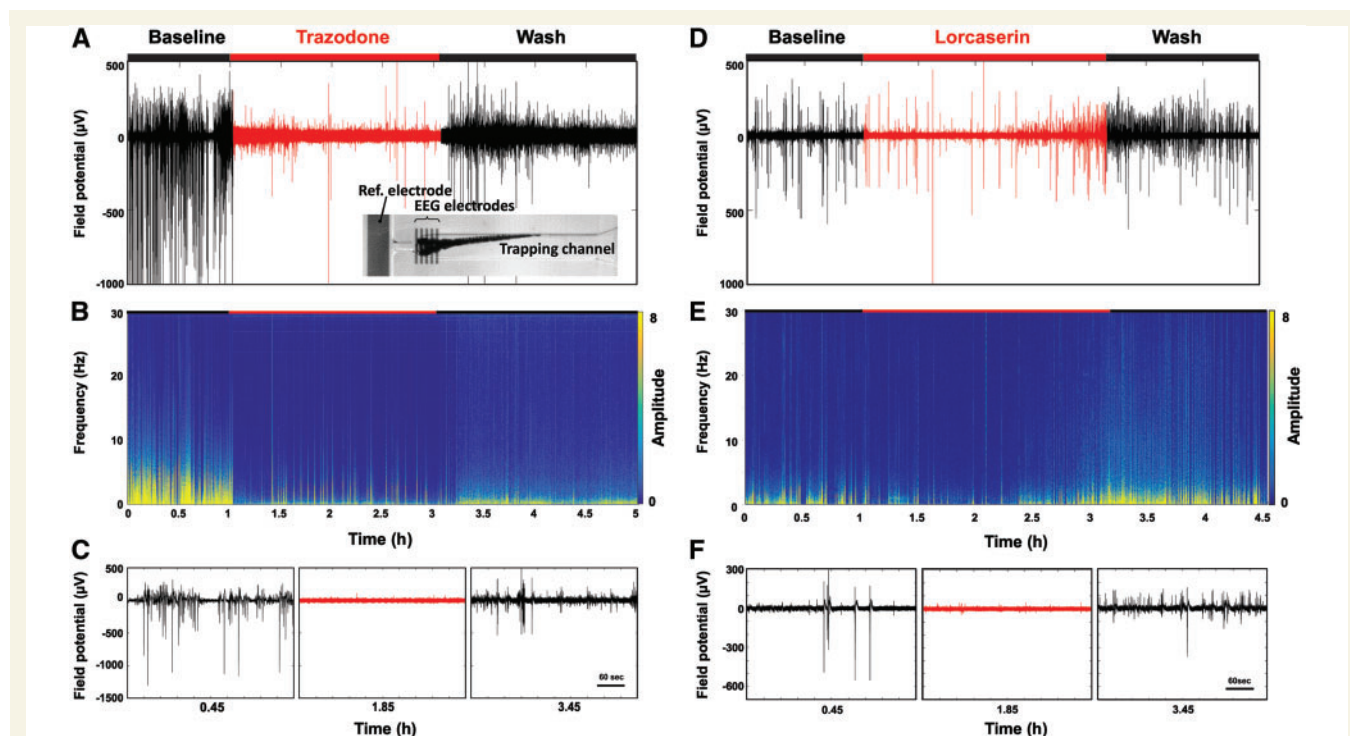 A
Baseline Trazodone Wash
Field potential (µV)
500
0
-500
-1000
Ref. electrode
EEG electrodes
Trapping channel
B
Frequency (Hz)
30
20
10
0
0 0.5 1 1.5 2 2.5 3 3.5 4 4.5 5
Time (h)
8
0
Amplitude
C
Field potential (µV)
500
0
-500
-1000
-1500
60 sec
0.45 1.85 3.45
Time (h)
D
Baseline Lorcaserin Wash
Field potential (µV)
500
0
-500
1000
E
Frequency (Hz)
30
20
10
0
0 0.5 1 1.5 2 2.5 3 3.5 4 4.5
Time (h)
8
0
Amplitude
F
Field potential (µV)
300
0
-300
-600
60sec
0.45 1.85 3.45
Time (h)